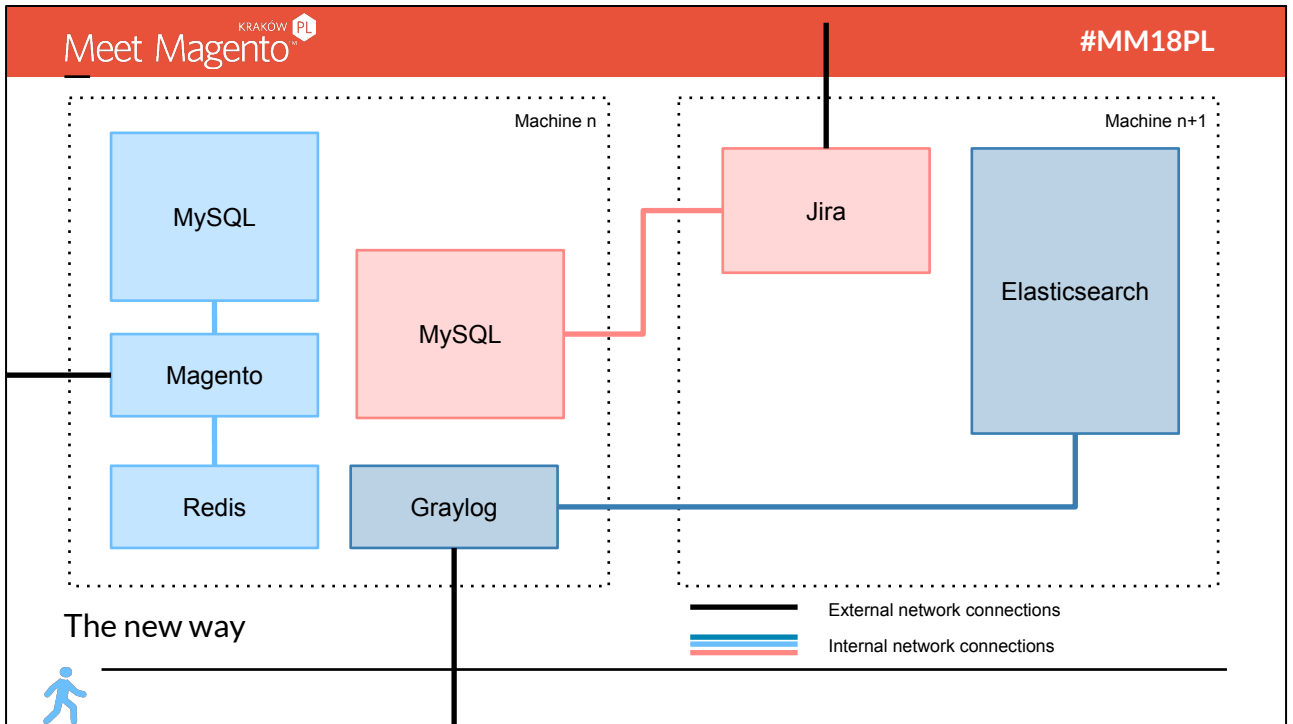 KRAKÓW PL
Meet Magento™
#MM18PL
Machine n
Machine n+1
MySQL
Jira
MySQL
Elasticsearch
Magento
Redis
Graylog
The new way
External network connections
Internal network connections